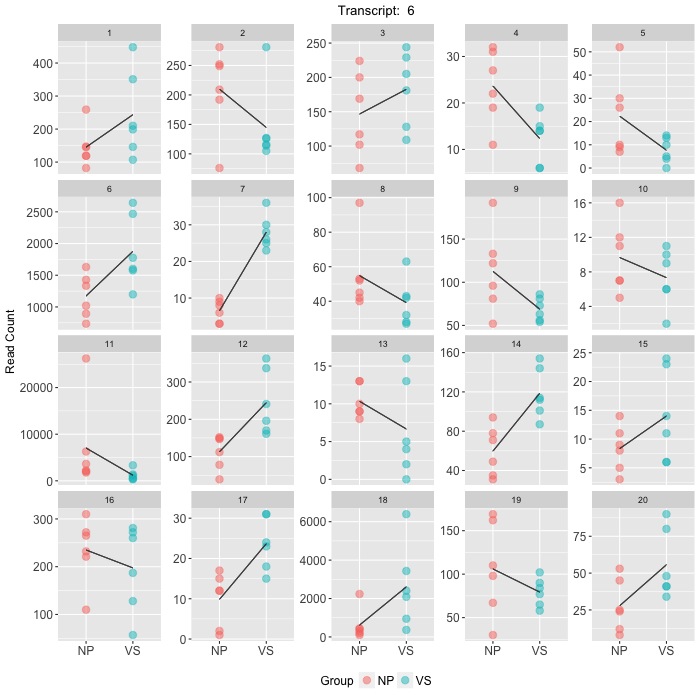 Transcript: 6
1 2 3 4 5
400 300 200 100
250 200 150 100
250 200 150 100
30 20 10
50 40 30 20 10 0
6 7 8 9 10
2500 2000 1500 1000
30 20 10
100 80 60 40
150 100 50
16 12 8 4
Read Count
11 12 13 14 15
20000 10000 0
300 200 100
15 10 5 0
160 120 80 40
25 20 15 10 5
16 17 18 19 20
300 200 100
30 20 10 0
6000 4000 2000 0
150 100 50
75 50 25
NP VS NP VS NP VS NP VS NP VS
Group NP VS